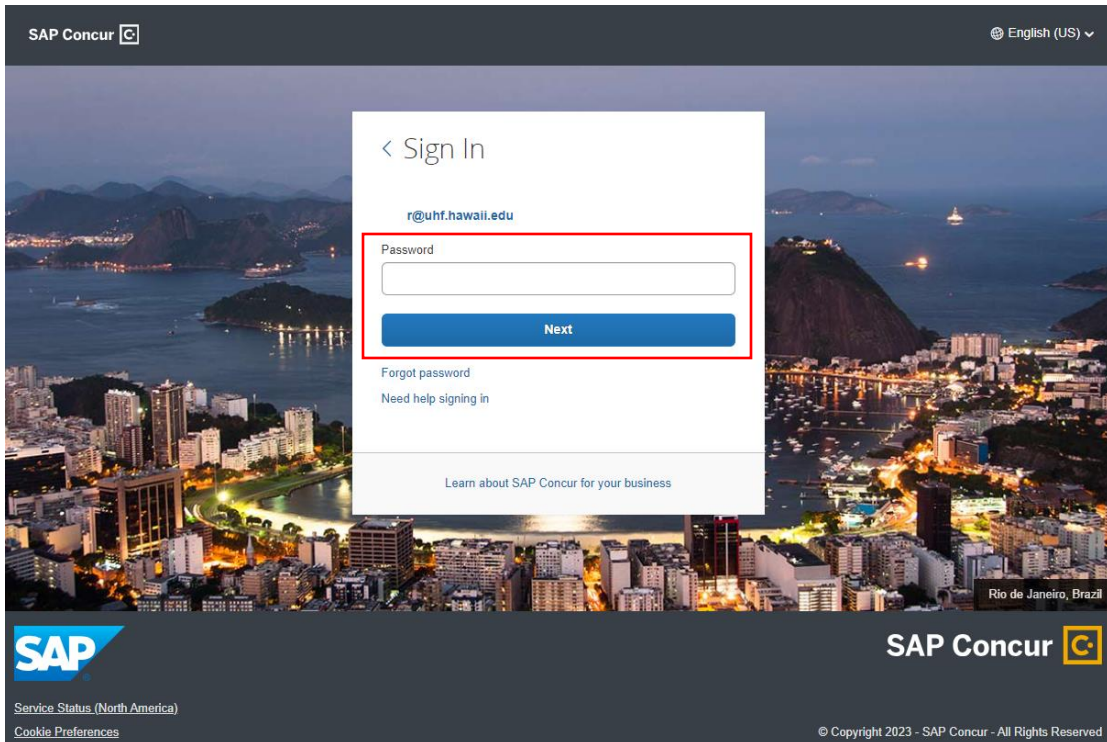 SAP Concur C
English (US)
< Sign In
r@uhf.hawaii.edu
Password
Next
Forgot password
Need help signing in
Learn about SAP Concur for your business
Rio de Janeiro, Brazil
SAP
SAP Concur C
Service Status (North America)
Cookie Preferences
© Copyright 2023 - SAP Concur - All Rights Reserved